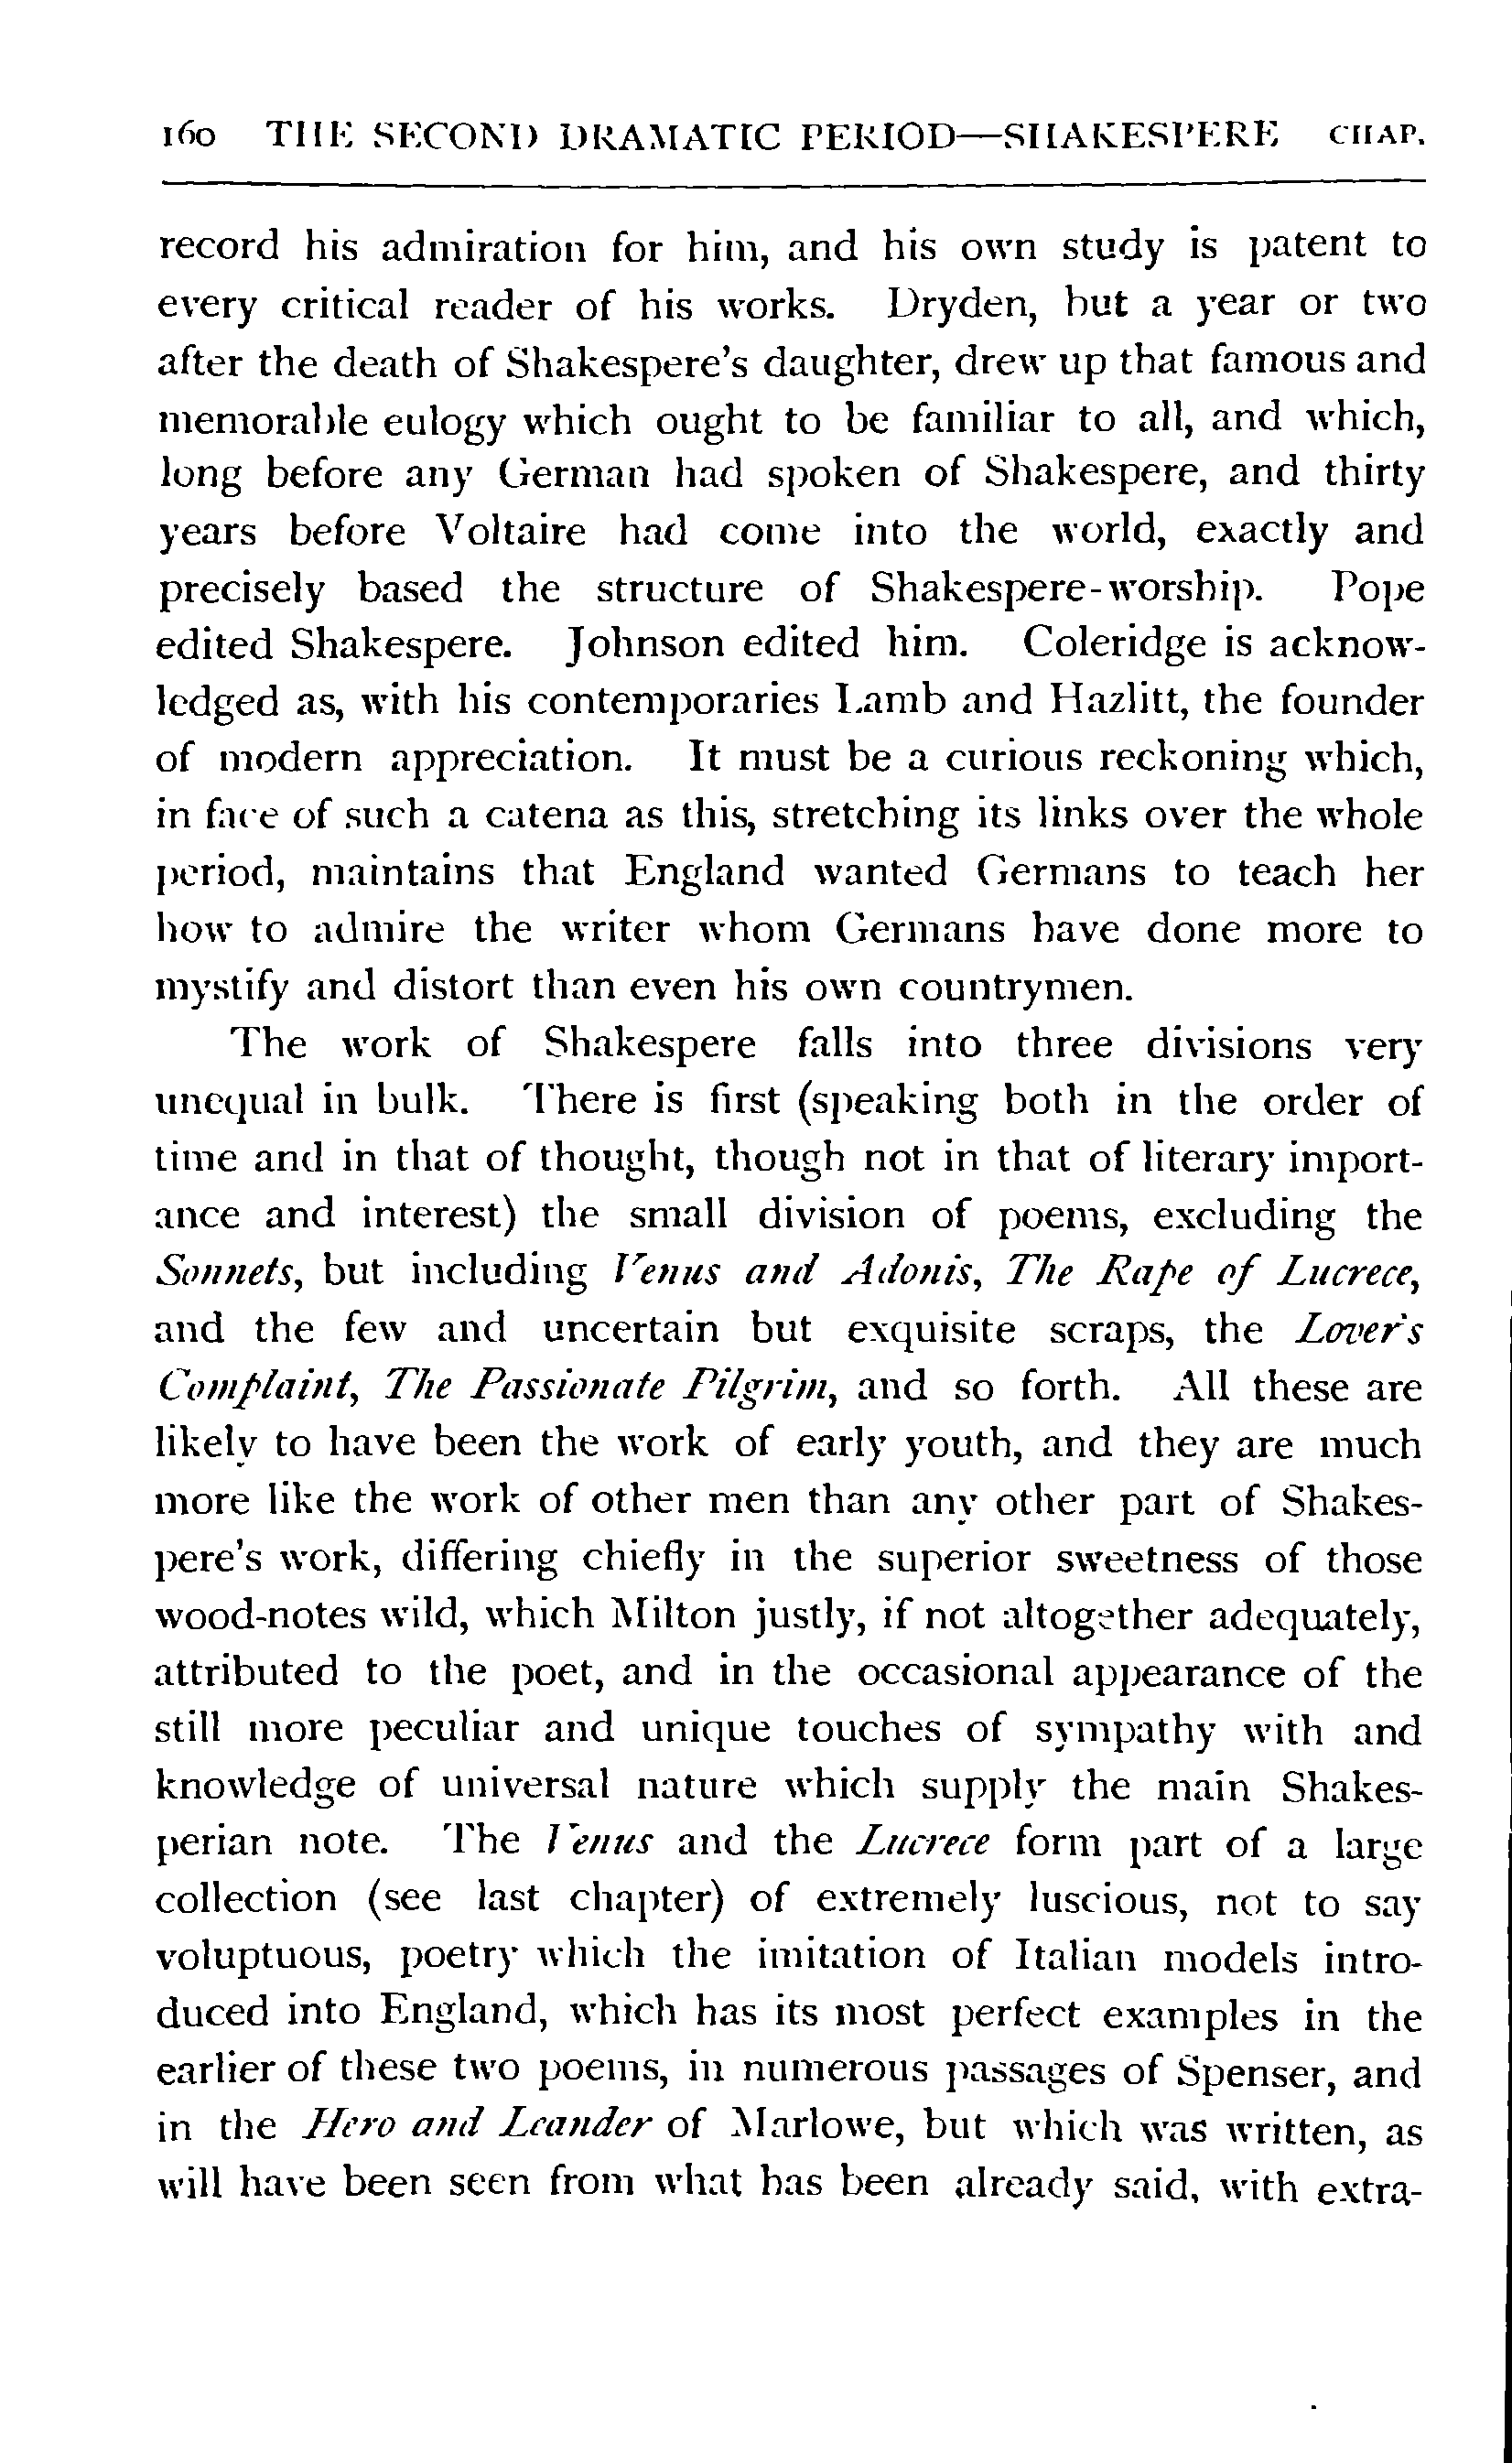 160 THE SECOND DRAMATIC PERIOD—SHAKESPERE CHAP.
record his admiration for him, and his own study is patent to
every critical reader of his works. Dryden, but a year or two
after the death of Shakespere's daughter, drew up that famous and
memorable eulogy which ought to be familiar to all, and which,
long before any German had spoken of Shakespere, and thirty
years before Voltaire had come into the world, exactly and
precisely based the structure of Shakespere-worship. Pope
edited Shakespere. Johnson edited him. Coleridge is acknow-
ledged as, with his contemporaries Lamb and Hazlitt, the founder
of modern appreciation. It must be a curious reckoning which,
in face of such a catena as this, stretching its links over the whole
period, maintains that England wanted Germans to teach her
how to admire the writer whom Germans have done more to
mystify and distort than even his own countrymen.
The work of Shakespere falls into three divisions very
unequal in bulk. There is first (speaking both in the order of
time and in that of thought, though not in that of literary import-
ance and interest) the small division of poems, excluding the
Sonnets, but including Venus and Adonis, The Rape of Lucrece,
and the few and uncertain but exquisite scraps, the Lover's
Complaint, The Passionate Pilgrim, and so forth. All these are
likely to have been the work of early youth, and they are much
more like the work of other men than any other part of Shakes-
pere's work, differing chiefly in the superior sweetness of those
wood-notes wild, which Milton justly, if not altogether adequately,
attributed to the poet, and in the occasional appearance of the
still more peculiar and unique touches of sympathy with and
knowledge of universal nature which supply the main Shakes-
perian note. The Venus and the Lucrece form part of a large
collection (see last chapter) of extremely luscious, not to say
voluptuous, poetry which the imitation of Italian models intro-
duced into England, which has its most perfect examples in the
earlier of these two poems, in numerous passages of Spenser, and
in the Hero and Leander of Marlowe, but which was written, as
will have been seen from what has been already said, with extra-